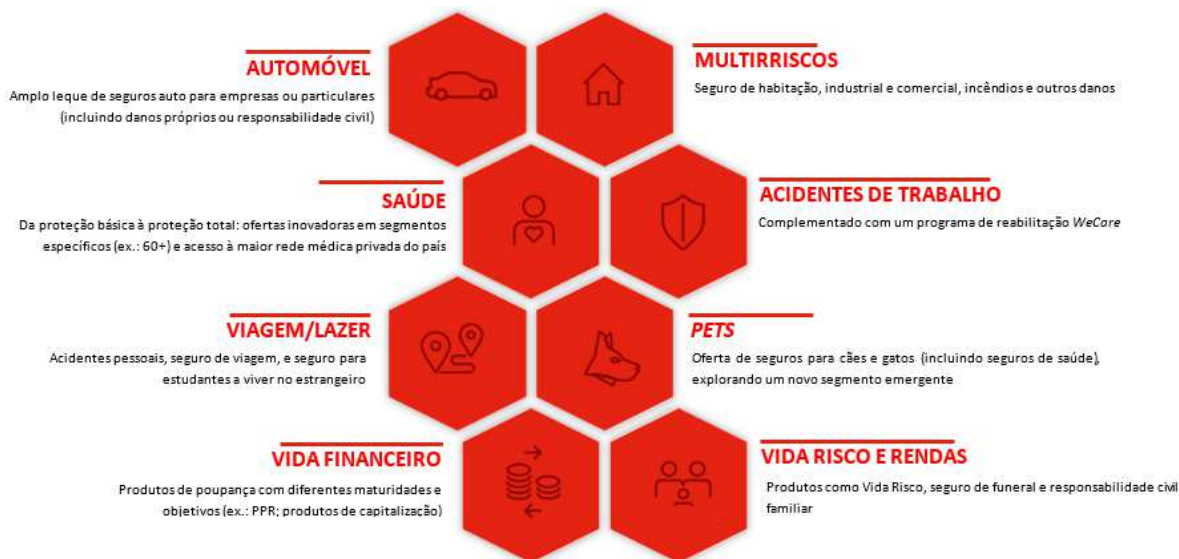 AUTOMÓVEL
Amplo leque de seguros auto para empresas ou particulares
(incluindo danos próprios ou responsabilidade civil)
MULTIRRISCOS
Seguro de habitação, industrial e comercial, incêndios e outros danos
SAÚDE
Da proteção básica à proteção total: ofertas inovadoras em segmentos
específicos (ex.: 60+) e acesso à maior rede médica privada do país
ACIDENTES DE TRABALHO
Complementado com um programa de reabilitação WeCare
VIAGEM/LAZER
Acidentes pessoais, seguro de viagem, e seguro para
estudantes a viver no estrangeiro
PETS
Oferta de seguros para cães e gatos (incluindo seguros de saúde),
explorando um novo segmento emergente
VIDA FINANCEIRO
Produtos de poupança com diferentes maturidades e
objetivos (ex.: PPR; produtos de capitalização)
VIDA RISCO E RENDAS
Produtos como Vida Risco, seguro de funeral e responsabilidade civil
familiar